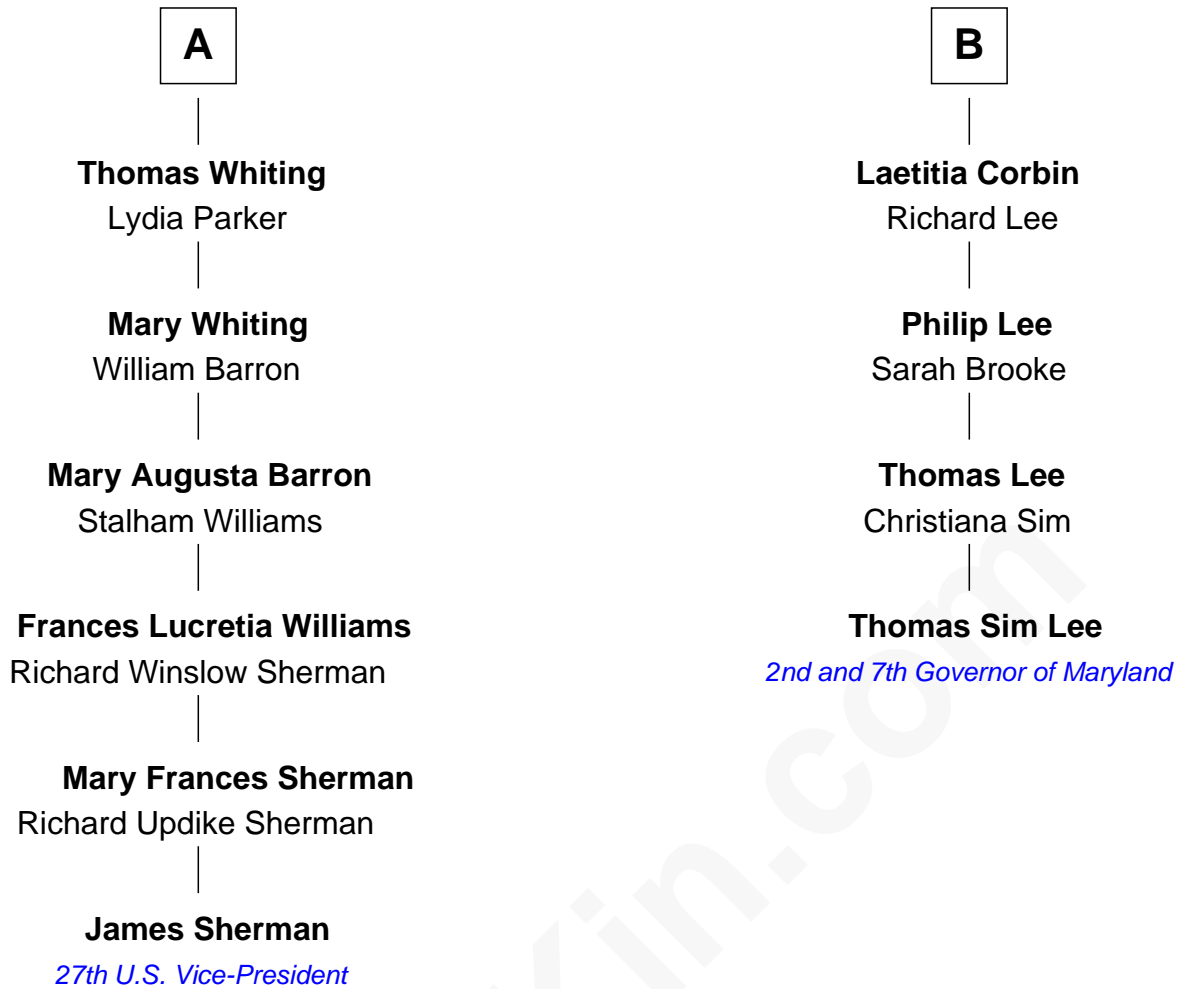 A
Thomas Whiting
Lydia Parker
Mary Whiting
William Barron
Mary Augusta Barron
Stalham Williams
Frances Lucretia Williams
Richard Winslow Sherman
Mary Frances Sherman
Richard Updike Sherman
James Sherman
27th U.S. Vice-President
B
Laetitia Corbin
Richard Lee
Philip Lee
Sarah Brooke
Thomas Lee
Christiana Sim
Thomas Sim Lee
2nd and 7th Governor of Maryland
Kin.com